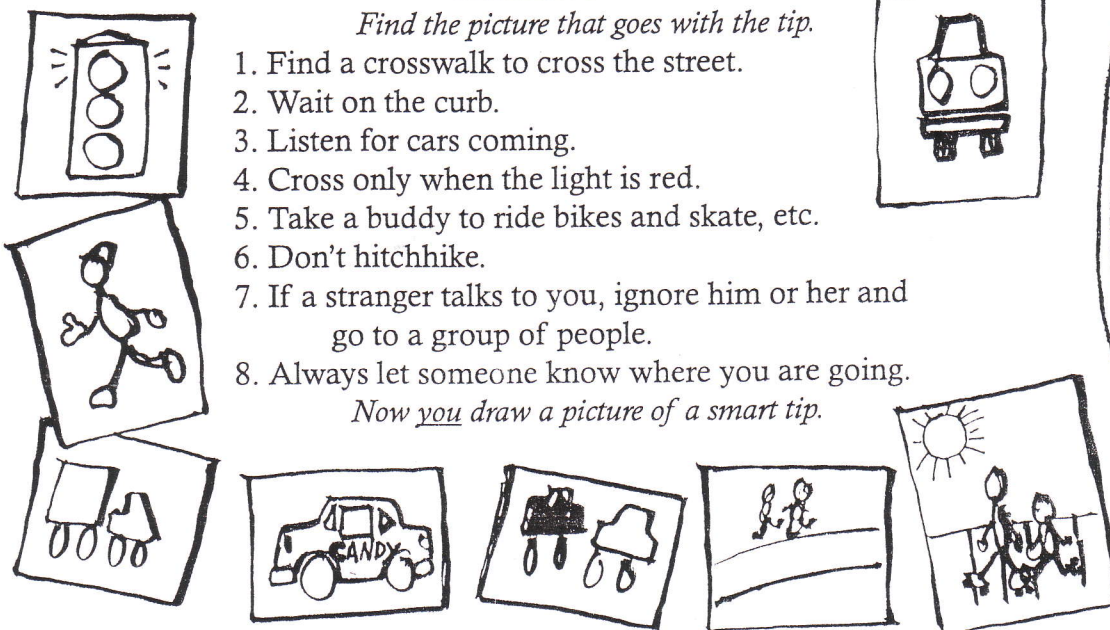 Find the picture that goes with the tip.
1. Find a crosswalk to cross the street.
2. Wait on the curb.
3. Listen for cars coming.
4. Cross only when the light is red.
5. Take a buddy to ride bikes and skate, etc.
6. Don't hitchhike.
7. If a stranger talks to you, ignore him or her and
go to a group of people.
8. Always let someone know where you are going.
Now you draw a picture of a smart tip.
CANDY